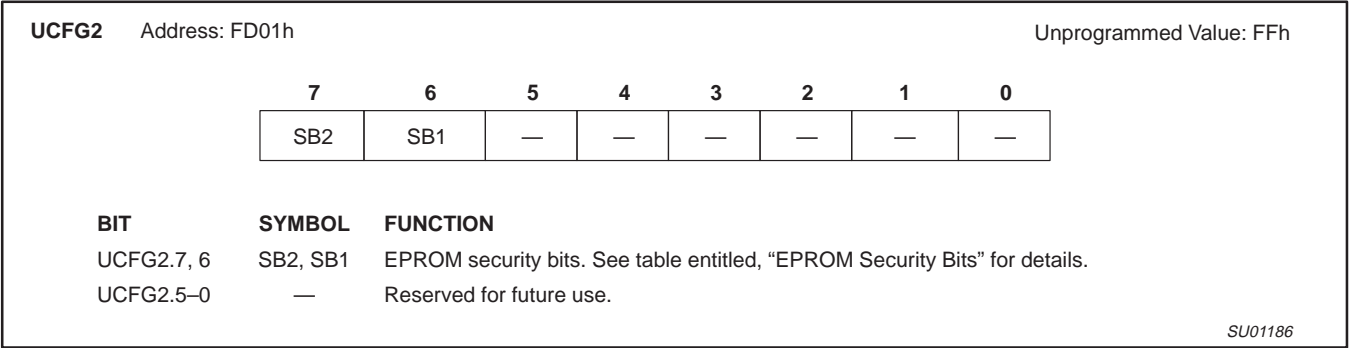 UCFG2 Address: FD01h Unprogrammed Value: FFh
7 6 5 4 3 2 1 0
SB2 SB1 — — — — — —
BIT SYMBOL FUNCTION
UCFG2.7, 6 SB2, SB1 EPROM security bits. See table entitled, “EPROM Security Bits” for details.
UCFG2.5–0 — Reserved for future use.
SU01186